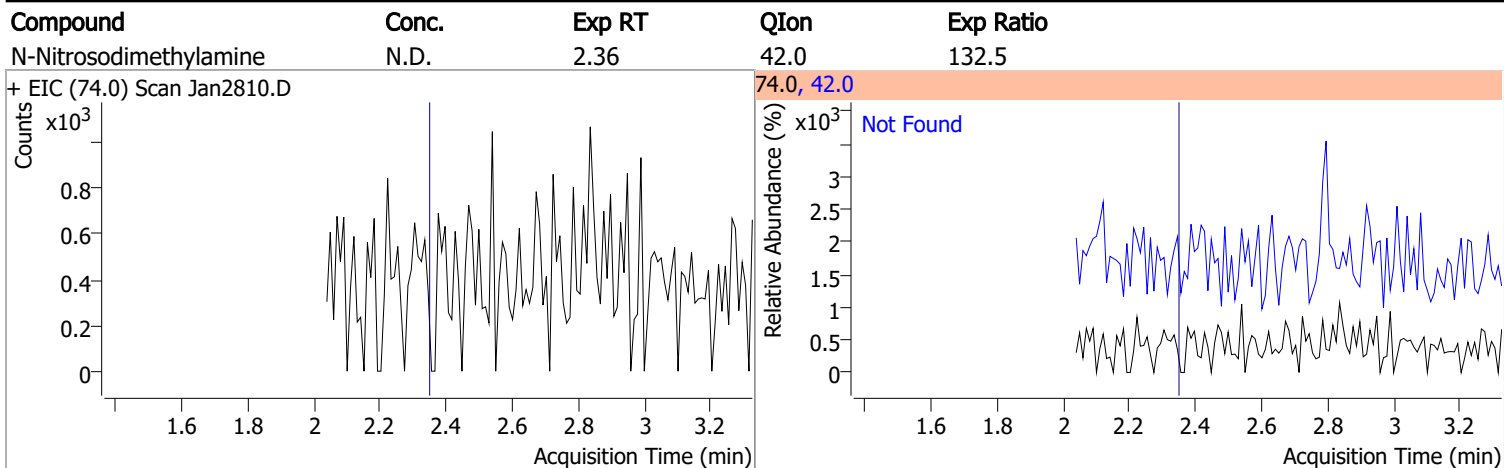 Compound Conc. Exp RT QIon Exp Ratio
N-Nitrosodimethylamine N.D. 2.36 42.0 132.5
+ EIC (74.0) Scan Jan2810.D
Counts
x10³
0.8
0.6
0.4
0.2
0
1.6 1.8 2 2.2 2.4 2.6 2.8 3 3.2
Acquisition Time (min)
74.0, 42.0
Relative Abundance (%)
x10³
Not Found
3
2.5
2
1.5
1
0.5
0
1.6 1.8 2 2.2 2.4 2.6 2.8 3 3.2
Acquisition Time (min)